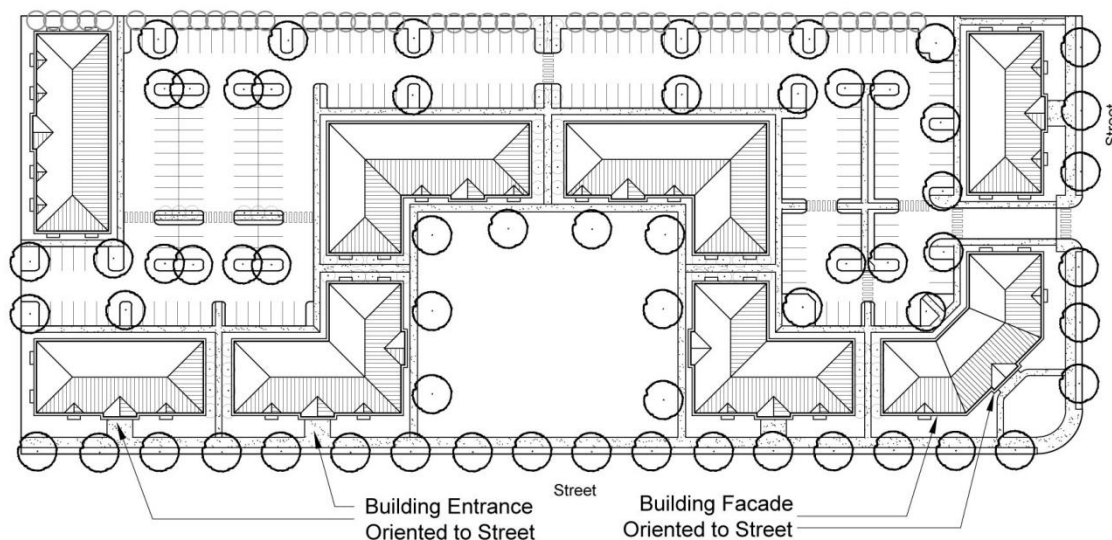 Street
Street
Building Entrance
Oriented to Street
Building Facade
Oriented to Street